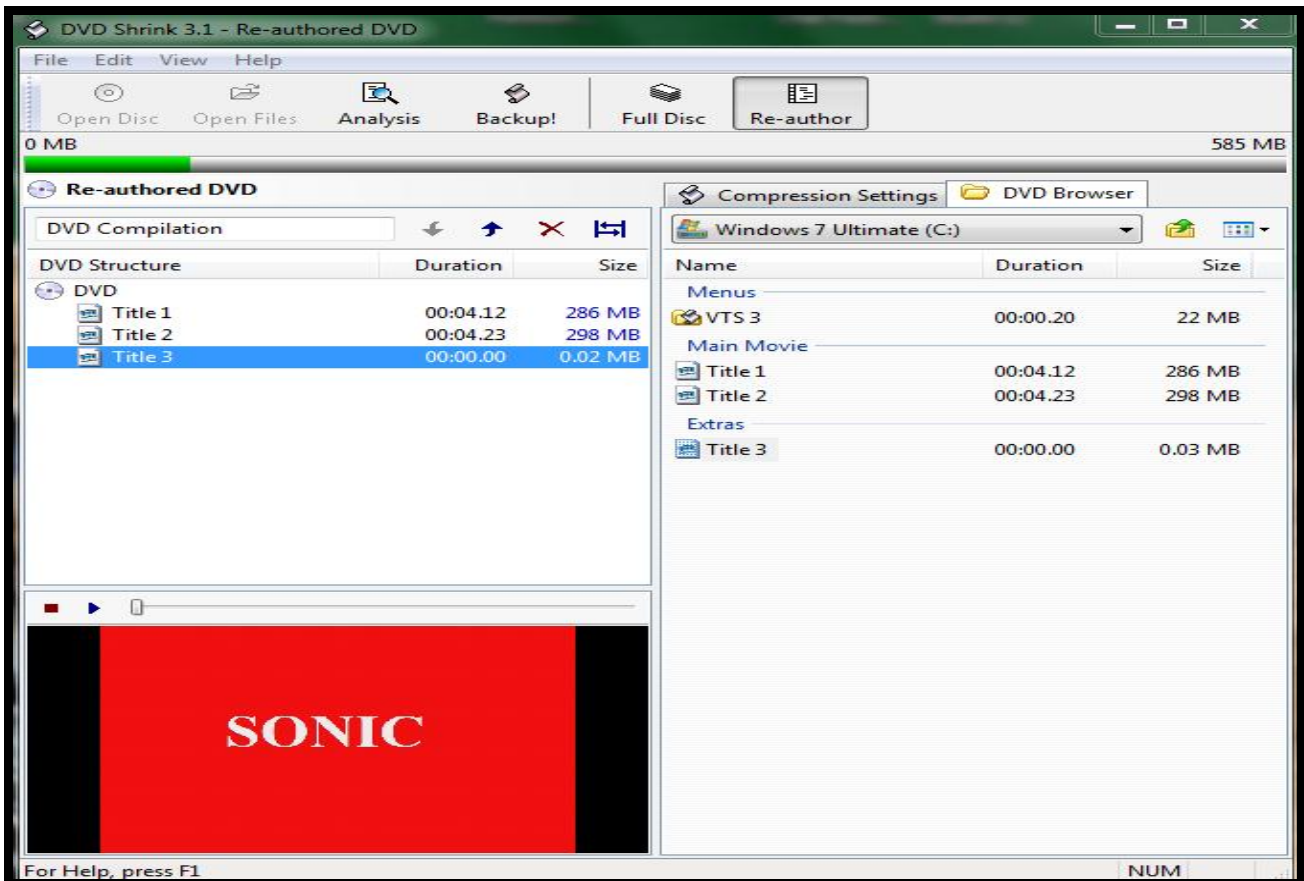 DVD Shrink 3.1 - Re-authored DVD
File Edit View Help
Open Disc Open Files Analysis Backup! Full Disc Re-author
0 MB 585 MB
Re-authored DVD
Compression Settings DVD Browser
DVD Compilation
Windows 7 Ultimate (C:)
DVD Structure Duration Size
DVD
Title 1 00:04.12 286 MB
Title 2 00:04.23 298 MB
Title 3 00:00.00 0.02 MB
Name Duration Size
Menus
VTS 3 00:00.20 22 MB
Main Movie
Title 1 00:04.12 286 MB
Title 2 00:04.23 298 MB
Extras
Title 3 00:00.00 0.03 MB
SONIC
For Help, press F1 NUM